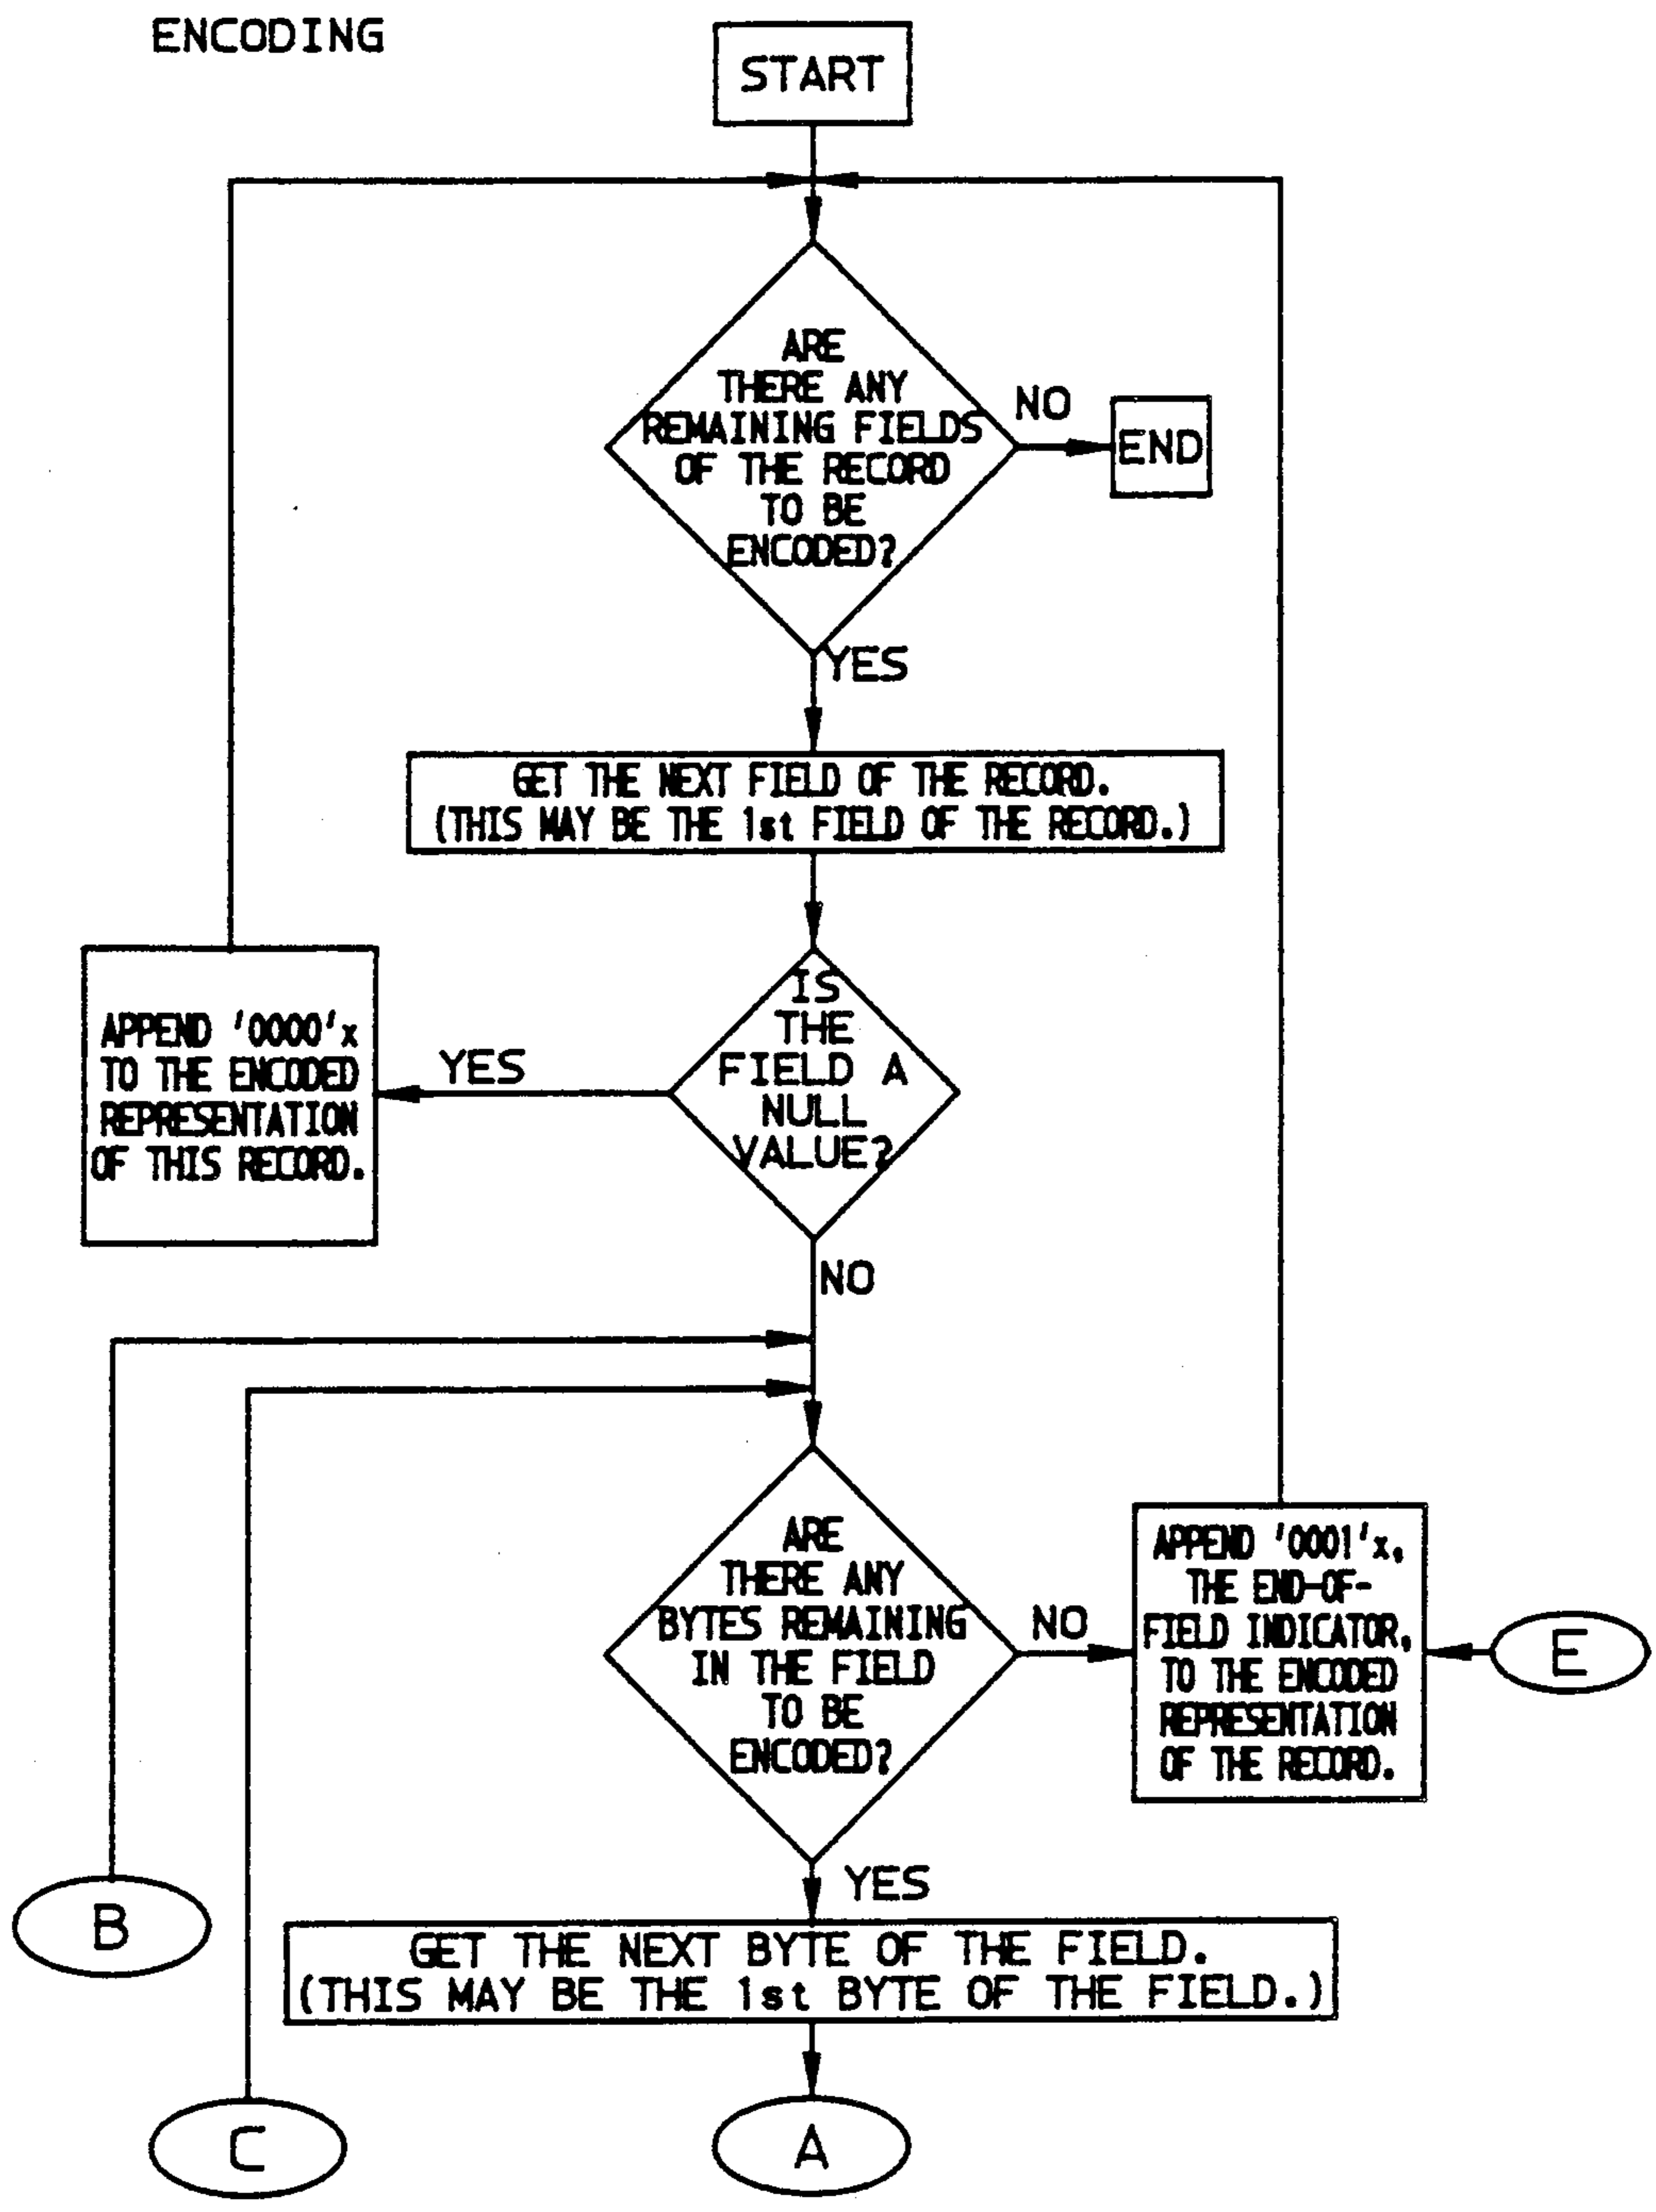 ENCODING
START
ARE
THERE ANY
REMAINING FIELDS
OF THE RECORD
TO BE
ENCODED?
NO
END
YES
GET THE NEXT FIELD OF THE RECORD.
(THIS MAY BE THE 1st FIELD OF THE RECORD.)
IS
THE
FIELD A
NULL
VALUE?
YES
APPEND '0000'x
TO THE ENCODED
REPRESENTATION
OF THIS RECORD.
NO
ARE
THERE ANY
BYTES REMAINING
IN THE FIELD
TO BE
ENCODED?
NO
APPEND '0001'x,
THE END-OF-
FIELD INDICATOR,
TO THE ENCODED
REPRESENTATION
OF THE RECORD.
E
YES
B
GET THE NEXT BYTE OF THE FIELD.
(THIS MAY BE THE 1st BYTE OF THE FIELD.)
C
A